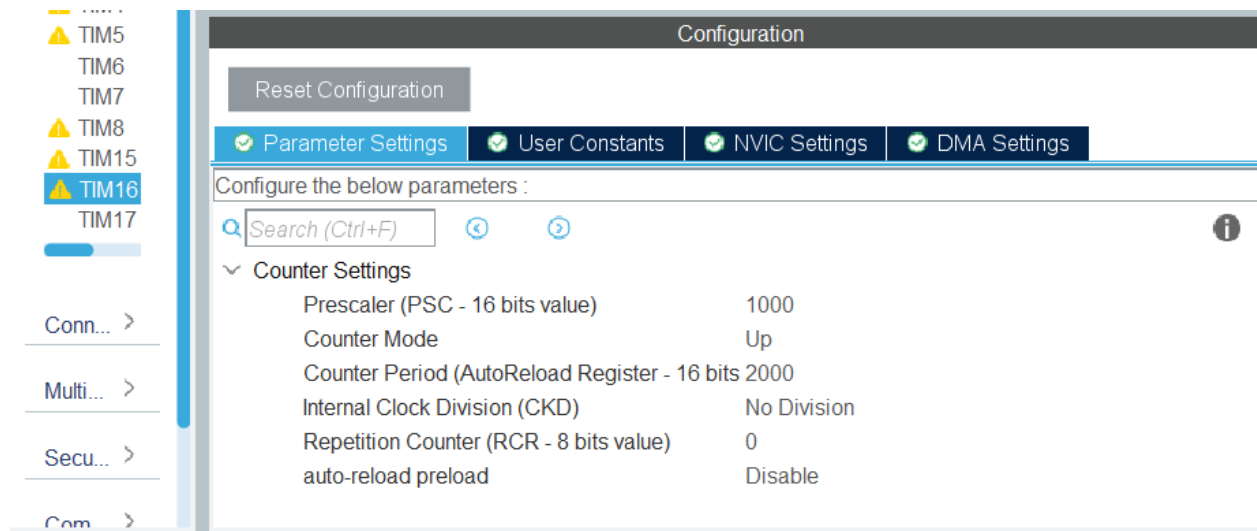 TIM5
TIM6
TIM7
TIM8
TIM15
TIM16
TIM17
Conn...
Multi...
Secu...
Com
Configuration
Reset Configuration
Parameter Settings User Constants NVIC Settings DMA Settings
Configure the below parameters :
Search (Ctrl+F)
Counter Settings
Prescaler (PSC - 16 bits value) 1000
Counter Mode Up
Counter Period (AutoReload Register - 16 bits 2000
Internal Clock Division (CKD) No Division
Repetition Counter (RCR - 8 bits value) 0
auto-reload preload Disable